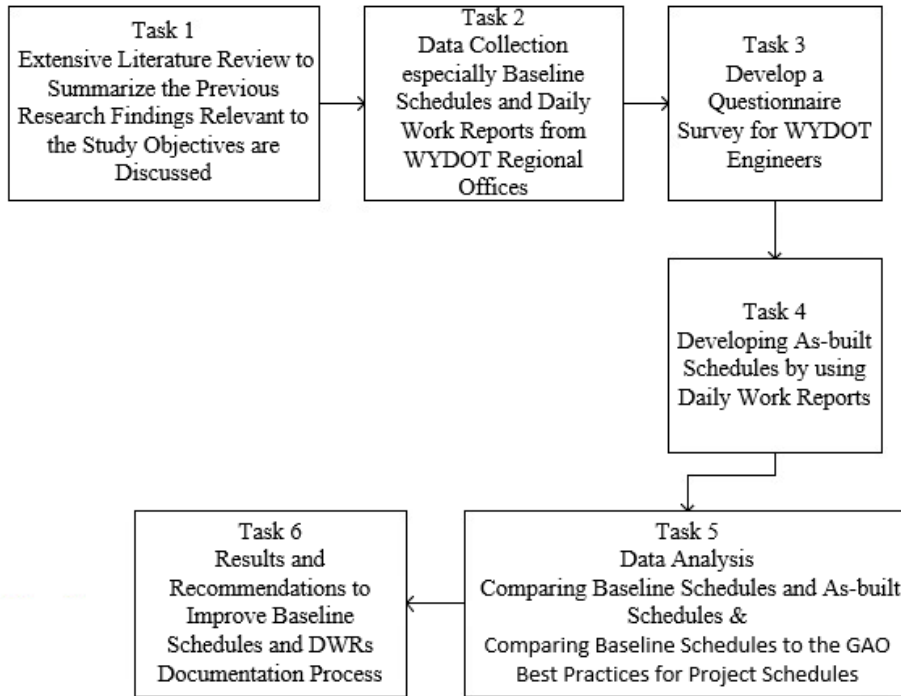 Task 1
Extensive Literature Review to
Summarize the Previous
Research Findings Relevant to
the Study Objectives are
Discussed
Task 2
Data Collection
especially Baseline
Schedules and Daily
Work Reports from
WYDOT Regional
Offices
Task 3
Develop a
Questionnaire
Survey for WYDOT
Engineers
Task 4
Developing As-built
Schedules by using
Daily Work Reports
Task 5
Data Analysis
Comparing Baseline Schedules and As-built
Schedules &
Comparing Baseline Schedules to the GAO
Best Practices for Project Schedules
Task 6
Results and
Recommendations to
Improve Baseline
Schedules and DWRs
Documentation Process